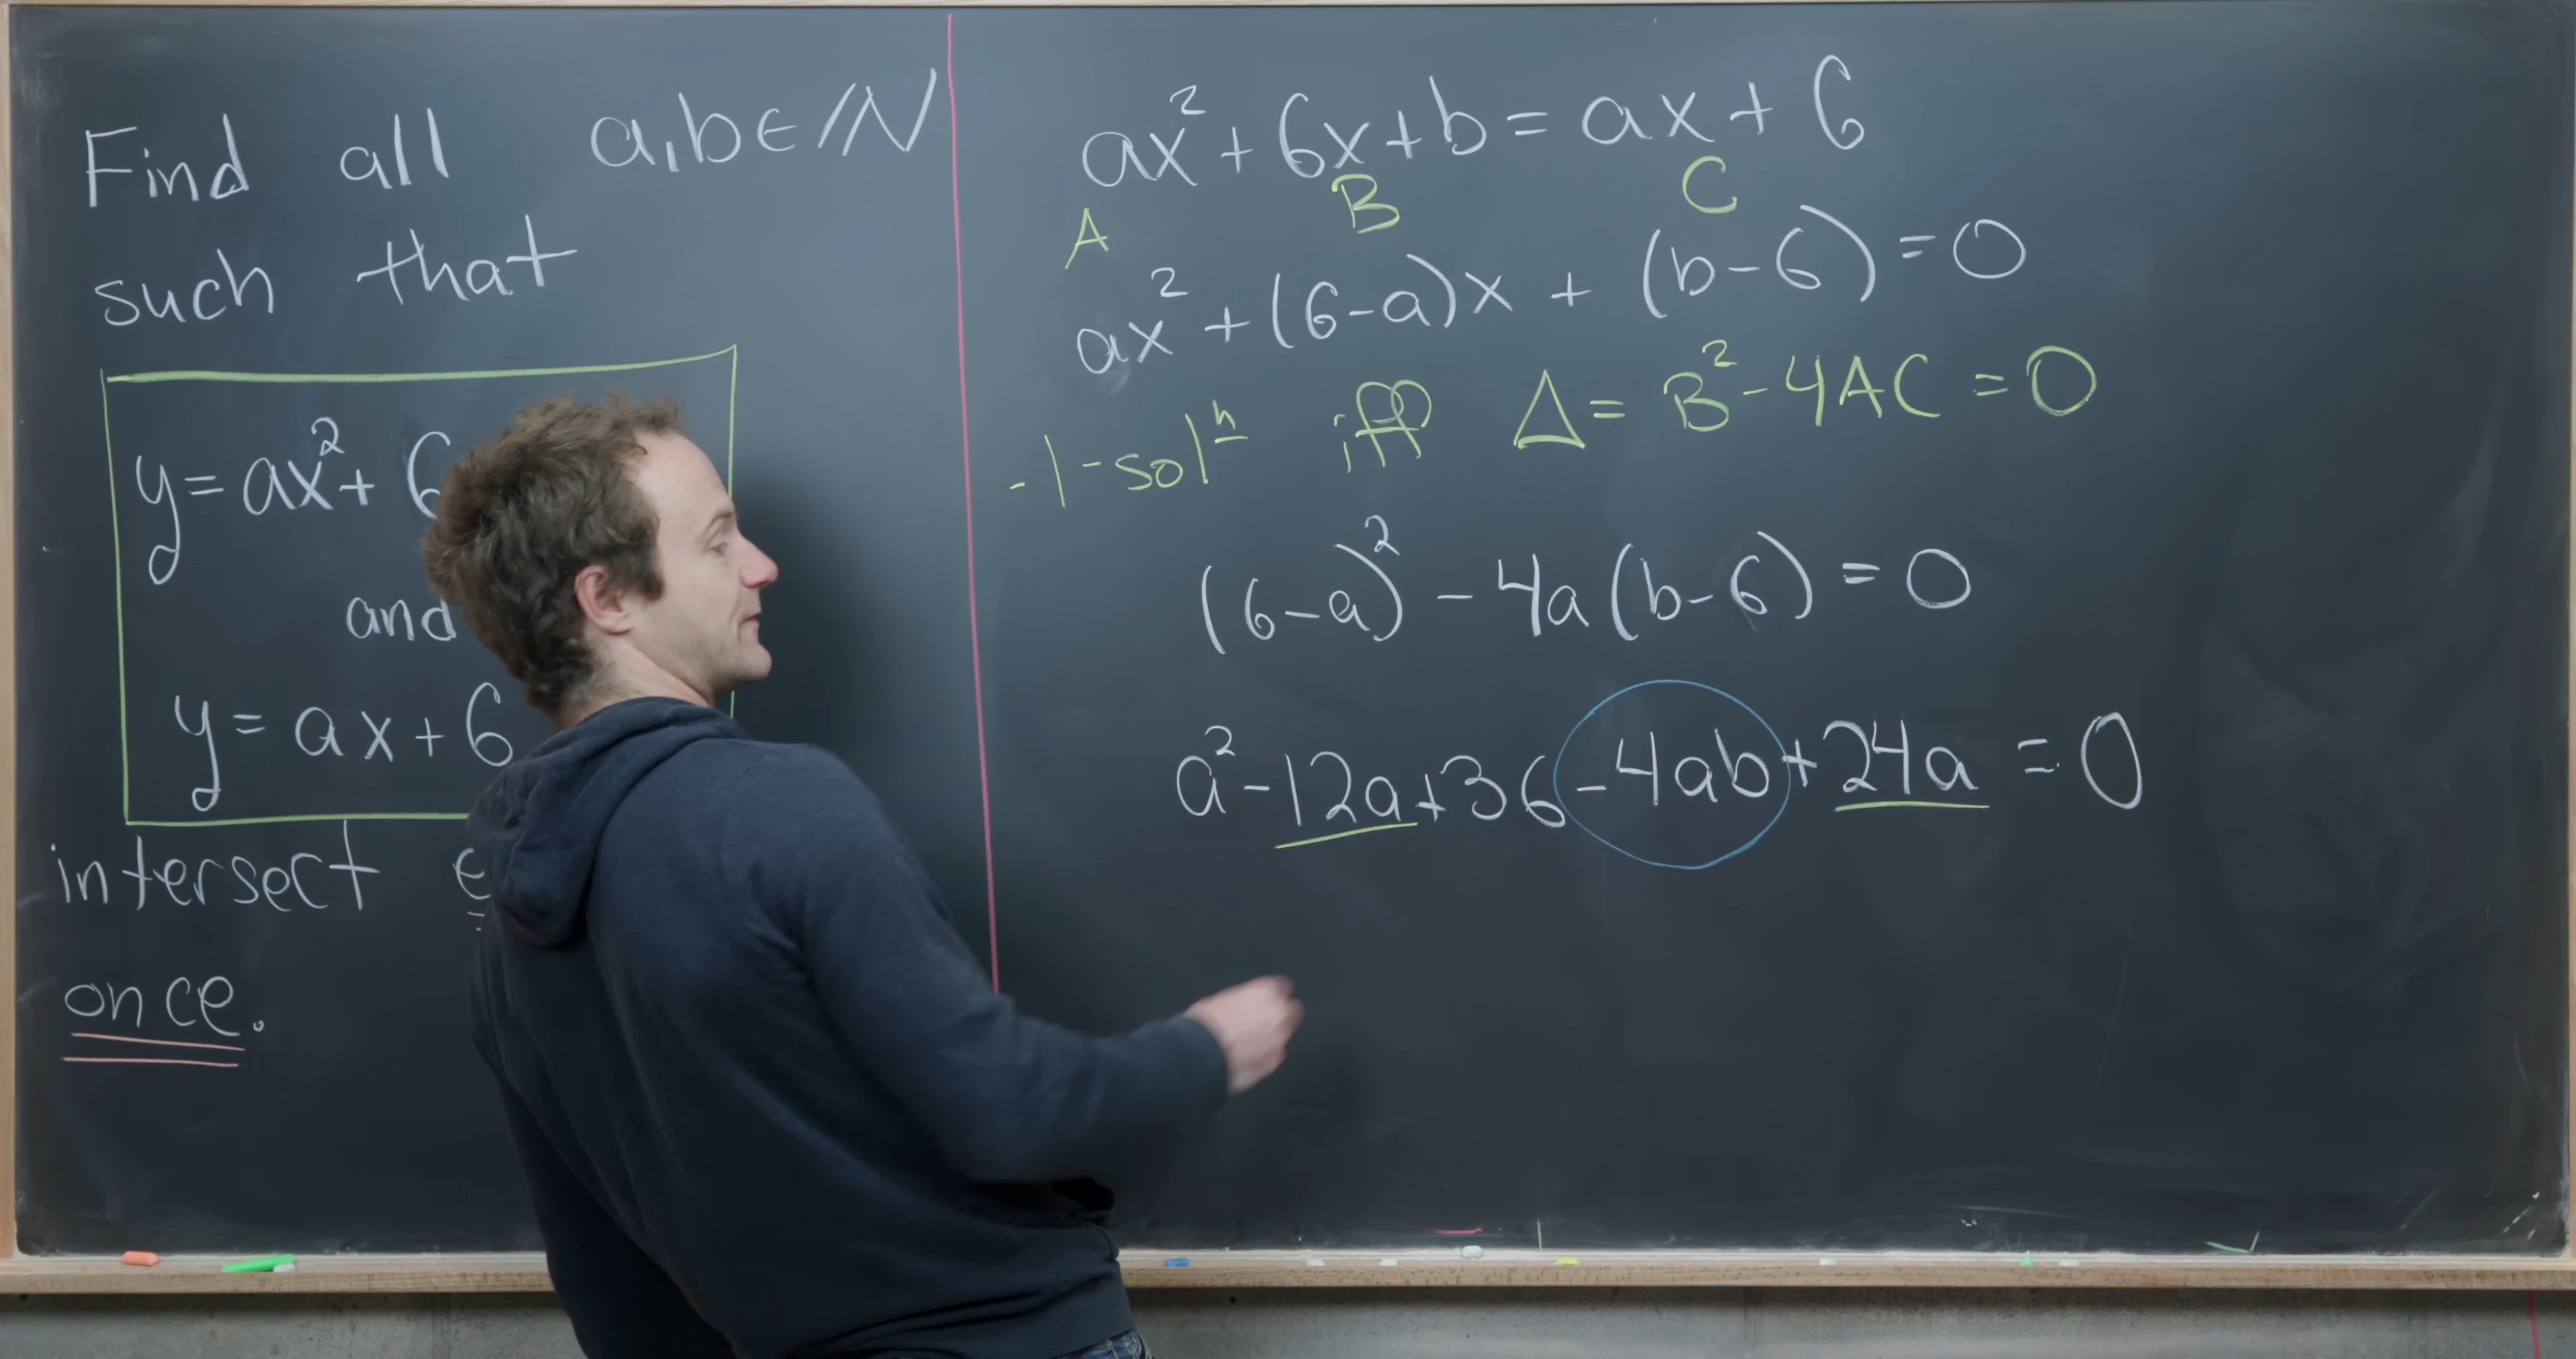 Find all a,b∈ℕ
such that
y = ax² + 6
and
y = ax + 6
intersect
once.
ax² + 6x + b = ax + 6
A B C
ax² + (6-a)x + (b-6) = 0
-1-solⁿ iff Δ = B² - 4AC = 0
(6-a)² - 4a(b-6) = 0
a² - 12a + 36 - 4ab + 24a = 0